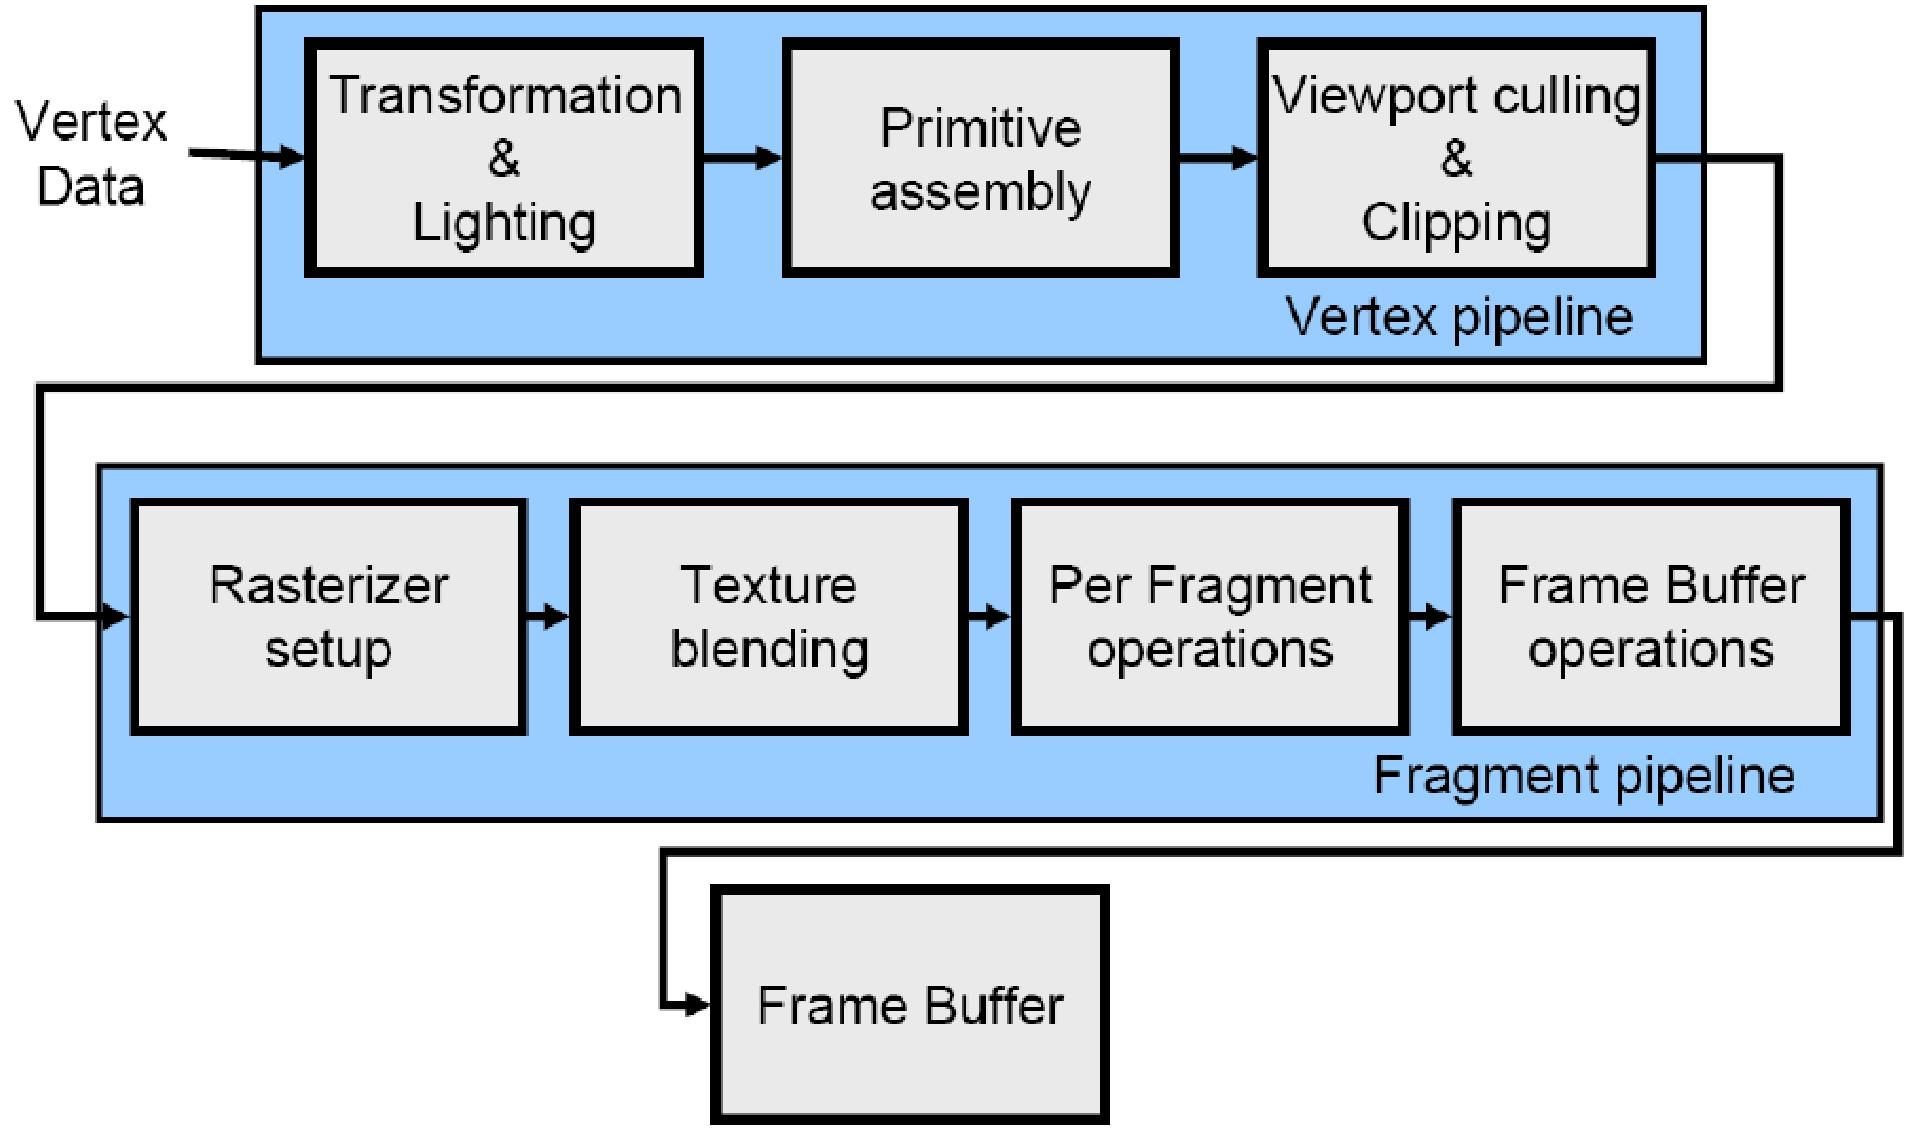 Vertex
Data
Transformation
&
Lighting
Primitive
assembly
Viewport culling
&
Clipping
Vertex pipeline
Rasterizer
setup
Texture
blending
Per Fragment
operations
Frame Buffer
operations
Fragment pipeline
Frame Buffer